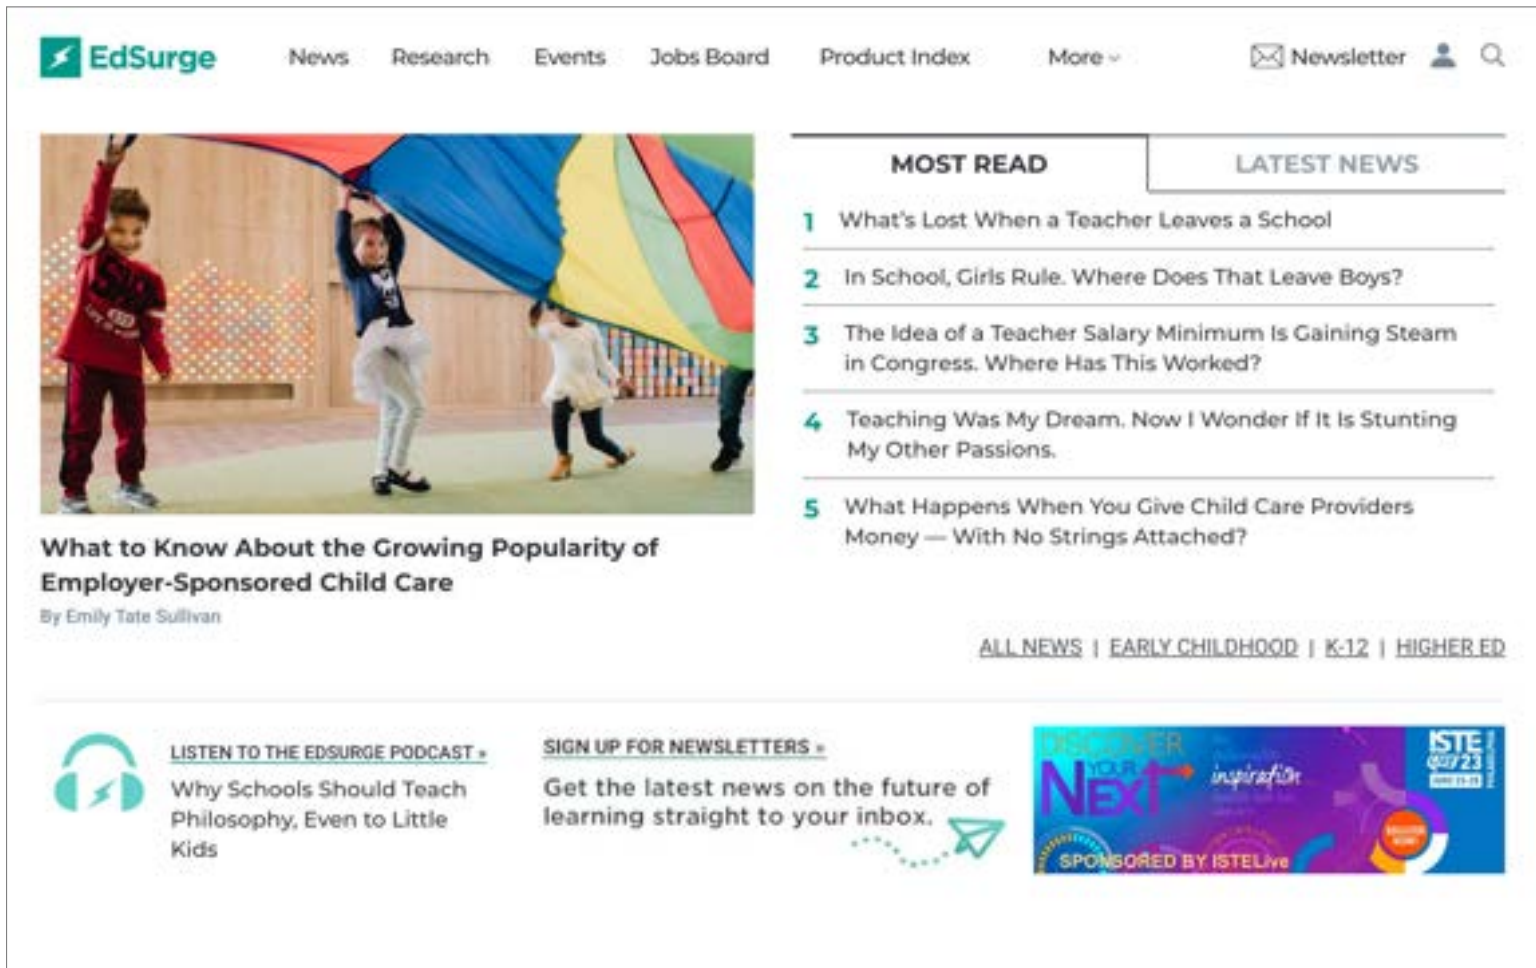 EdSurge
News Research Events Jobs Board Product Index More Newsletter
MOST READ LATEST NEWS
1 What's Lost When a Teacher Leaves a School
2 In School, Girls Rule. Where Does That Leave Boys?
3 The Idea of a Teacher Salary Minimum Is Gaining Steam
in Congress. Where Has This Worked?
4 Teaching Was My Dream. Now I Wonder If It Is Stunting
My Other Passions.
5 What Happens When You Give Child Care Providers
Money — With No Strings Attached?
What to Know About the Growing Popularity of
Employer-Sponsored Child Care
By Emily Tate Sullivan
ALL NEWS | EARLY CHILDHOOD | K-12 | HIGHER ED
LISTEN TO THE EDSURGE PODCAST »
Why Schools Should Teach
Philosophy, Even to Little
Kids
SIGN UP FOR NEWSLETTERS »
Get the latest news on the future of
learning straight to your inbox.
DISCOVER
YOUR
NEXT
inspiration
ISTE
23
PHILADELPHIA
SPONSORED BY ISTELive